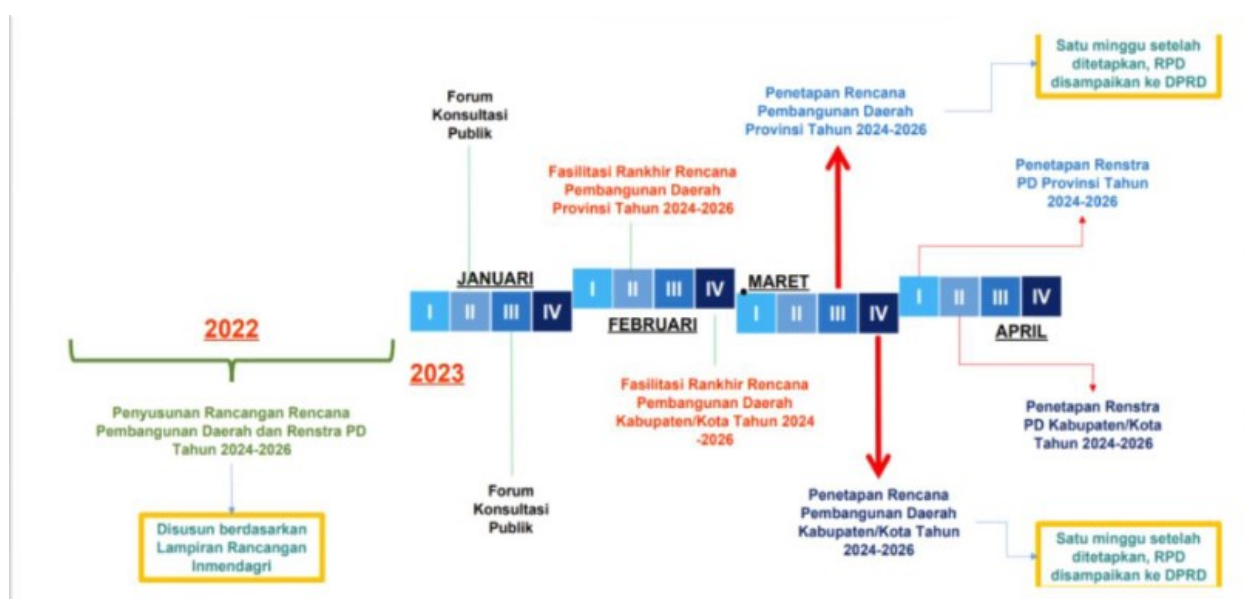 Satu minggu setelah
ditetapkan, RPD
disampaikan ke DPRD
Penetapan Rencana
Pembangunan Daerah
Provinsi Tahun 2024-2026
Forum
Konsultasi
Publik
Fasilitasi Rankhir Rencana
Pembangunan Daerah
Provinsi Tahun 2024-2026
Penetapan Renstra
PD Provinsi Tahun
2024-2026
JANUARI
I II III IV
I II III IV
FEBRUARI
MARET
I II III IV
I II III IV
APRIL
2022
2023
Penyusunan Rancangan Rencana
Pembangunan Daerah dan Renstra PD
Tahun 2024-2026
Disusun berdasarkan
Lampiran Rancangan
Inmendagri
Forum
Konsultasi
Publik
Fasilitasi Rankhir Rencana
Pembangunan Daerah
Kabupaten/Kota Tahun 2024
-2026
Penetapan Rencana
Pembangunan Daerah
Kabupaten/Kota Tahun
2024-2026
Penetapan Renstra
PD Kabupaten/Kota
Tahun 2024-2026
Satu minggu setelah
ditetapkan, RPD
disampaikan ke DPRD